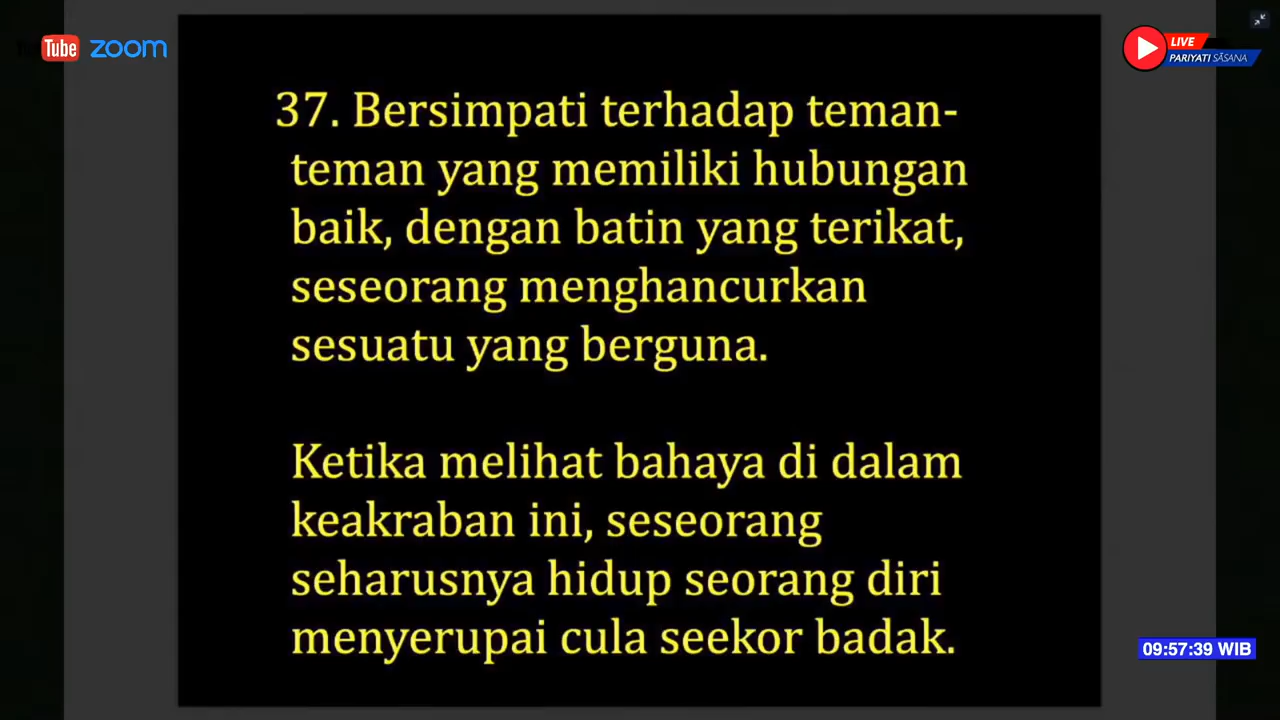 Tube zoom
LIVE
PARIYATI SĀSANA
37. Bersimpati terhadap teman-
teman yang memiliki hubungan
baik, dengan batin yang terikat,
seseorang menghancurkan
sesuatu yang berguna.
Ketika melihat bahaya di dalam
keakraban ini, seseorang
seharusnya hidup seorang diri
menyerupai cula seekor badak.
09:57:39 WIB